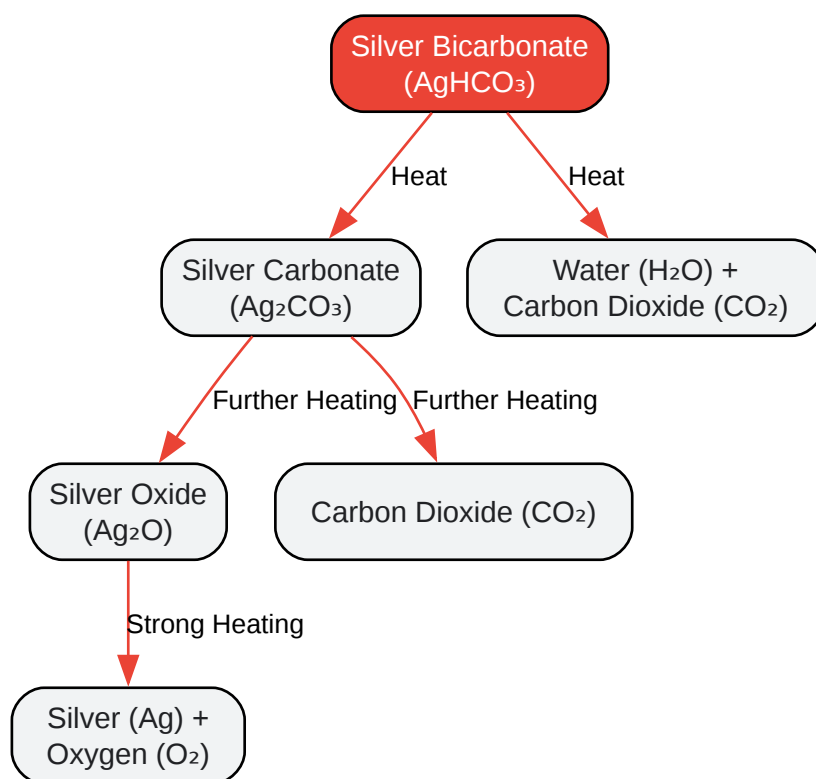 Silver Bicarbonate
(AgHCO₃)
Heat
Heat
Silver Carbonate
(Ag₂CO₃)
Water (H₂O) +
Carbon Dioxide (CO₂)
Further Heating
Further Heating
Silver Oxide
(Ag₂O)
Carbon Dioxide (CO₂)
Strong Heating
Silver (Ag) +
Oxygen (O₂)